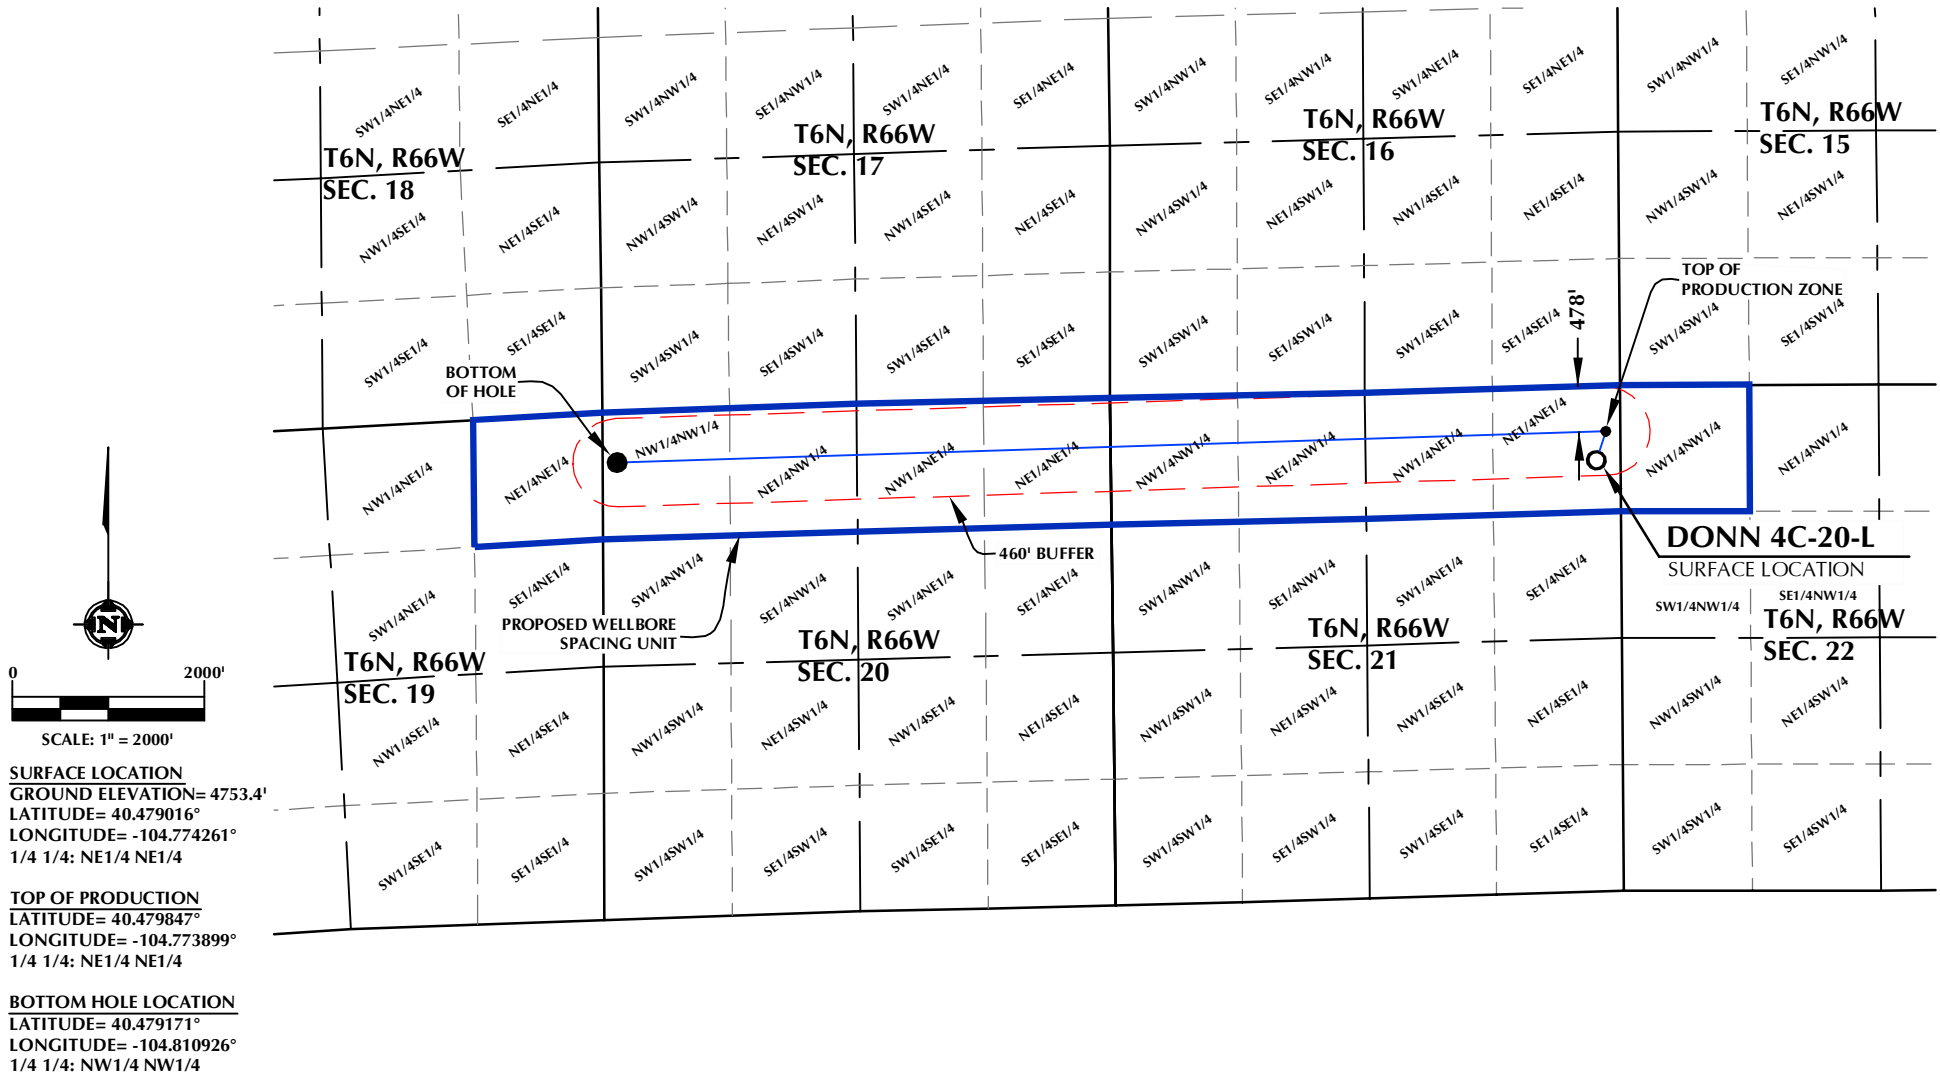 SW1/4NE1/4
SE1/4NE1/4
SW1/4NW1/4
SE1/4NW1/4
SW1/4NE1/4
SE1/4NE1/4
SW1/4NW1/4
SE1/4NW1/4
SW1/4NE1/4
SE1/4NE1/4
SW1/4NW1/4
SE1/4NW1/4
T6N, R66W
SEC. 18
T6N, R66W
SEC. 17
T6N, R66W
SEC. 16
T6N, R66W
SEC. 15
NW1/4SE1/4
NE1/4SE1/4
NW1/4SW1/4
NE1/4SW1/4
NW1/4SE1/4
NE1/4SE1/4
NW1/4SW1/4
NE1/4SW1/4
NW1/4SE1/4
NE1/4SE1/4
NW1/4SW1/4
NE1/4SW1/4
TOP OF
PRODUCTION ZONE
478'
SW1/4SE1/4
SE1/4SE1/4
SW1/4SW1/4
SE1/4SW1/4
SW1/4SE1/4
SE1/4SE1/4
SW1/4SW1/4
SE1/4SW1/4
SW1/4SE1/4
SE1/4SE1/4
SW1/4SW1/4
SE1/4SW1/4
BOTTOM
OF HOLE
NW1/4NE1/4
NE1/4NE1/4
NW1/4NW1/4
NE1/4NW1/4
NW1/4NE1/4
NE1/4NE1/4
NW1/4NW1/4
NE1/4NW1/4
NW1/4NE1/4
NE1/4NE1/4
NW1/4NW1/4
NE1/4NW1/4
460' BUFFER
DONN 4C-20-L
SURFACE LOCATION
PROPOSED WELLBORE
SPACING UNIT
SW1/4NE1/4
SE1/4NE1/4
SW1/4NW1/4
SE1/4NW1/4
SW1/4NE1/4
SE1/4NE1/4
SW1/4NW1/4
SE1/4NW1/4
SW1/4NE1/4
SE1/4NE1/4
SW1/4NW1/4
SE1/4NW1/4
T6N, R66W
SEC. 19
T6N, R66W
SEC. 20
T6N, R66W
SEC. 21
T6N, R66W
SEC. 22
NW1/4SE1/4
NE1/4SE1/4
NW1/4SW1/4
NE1/4SW1/4
NW1/4SE1/4
NE1/4SE1/4
NW1/4SW1/4
NE1/4SW1/4
NW1/4SE1/4
NE1/4SE1/4
NW1/4SW1/4
NE1/4SW1/4
SW1/4SE1/4
SE1/4SE1/4
SW1/4SW1/4
SE1/4SW1/4
SW1/4SE1/4
SE1/4SE1/4
SW1/4SW1/4
SE1/4SW1/4
SW1/4SE1/4
SE1/4SE1/4
SW1/4SW1/4
SE1/4SW1/4
N
0 2000'
SCALE: 1" = 2000'
SURFACE LOCATION
GROUND ELEVATION= 4753.4'
LATITUDE= 40.479016°
LONGITUDE= -104.774261°
1/4 1/4: NE1/4 NE1/4
TOP OF PRODUCTION
LATITUDE= 40.479847°
LONGITUDE= -104.773899°
1/4 1/4: NE1/4 NE1/4
BOTTOM HOLE LOCATION
LATITUDE= 40.479171°
LONGITUDE= -104.810926°
1/4 1/4: NW1/4 NW1/4